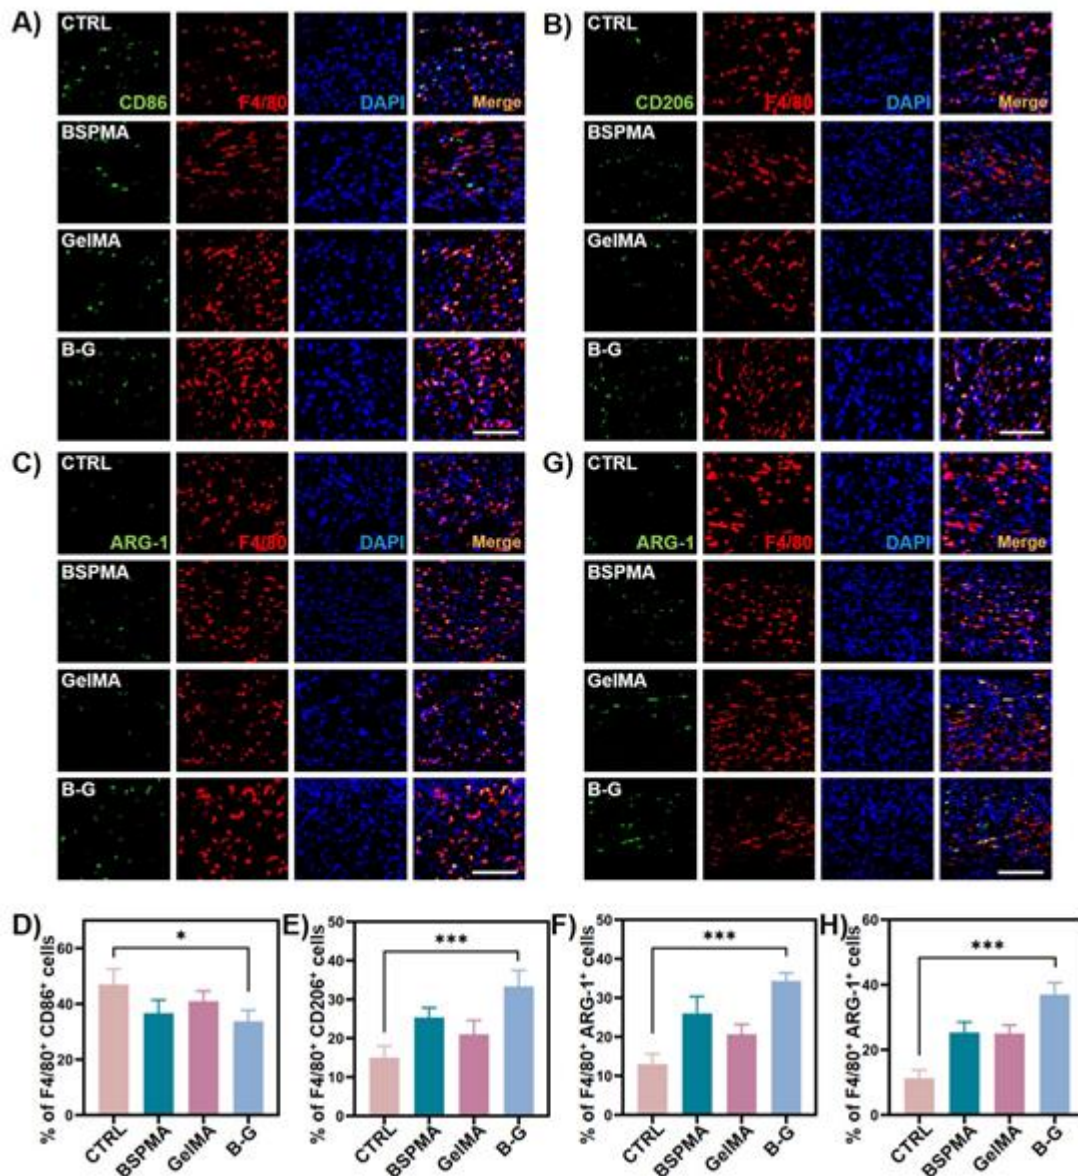 A)
CTRL
CD86
F4/80
DAPI
Merge
BSPMA
GelMA
B-G
B)
CTRL
CD206
F4/80
DAPI
Merge
BSPMA
GelMA
B-G
C)
CTRL
ARG-1
F4/80
DAPI
Merge
BSPMA
GelMA
B-G
G)
CTRL
ARG-1
F4/80
DAPI
Merge
BSPMA
GelMA
B-G
D)
% of F4/80⁺ CD86⁺ cells
60
40
20
0
*
CTRL
BSPMA
GelMA
B-G
E)
% of F4/80⁺ CD206⁺ cells
50
40
30
20
10
0
***
CTRL
BSPMA
GelMA
B-G
F)
% of F4/80⁺ ARG-1⁺ cells
50
40
30
20
10
0
***
CTRL
BSPMA
GelMA
B-G
H)
% of F4/80⁺ ARG-1⁺ cells
60
40
20
0
***
CTRL
BSPMA
GelMA
B-G